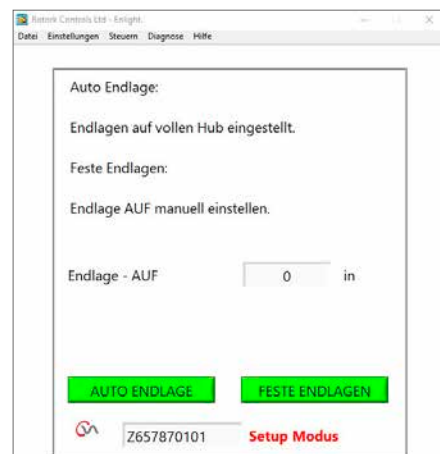 Rotork Controls Ltd - Enlight.
Datei Einstellungen Steuern Diagnose Hilfe
Auto Endlage:
Endlagen auf vollen Hub eingestellt.
Feste Endlagen:
Endlage AUF manuell einstellen.
Endlage - AUF 0 in
AUTO ENDLAGE FESTE ENDLAGEN
Z657870101 Setup Modus